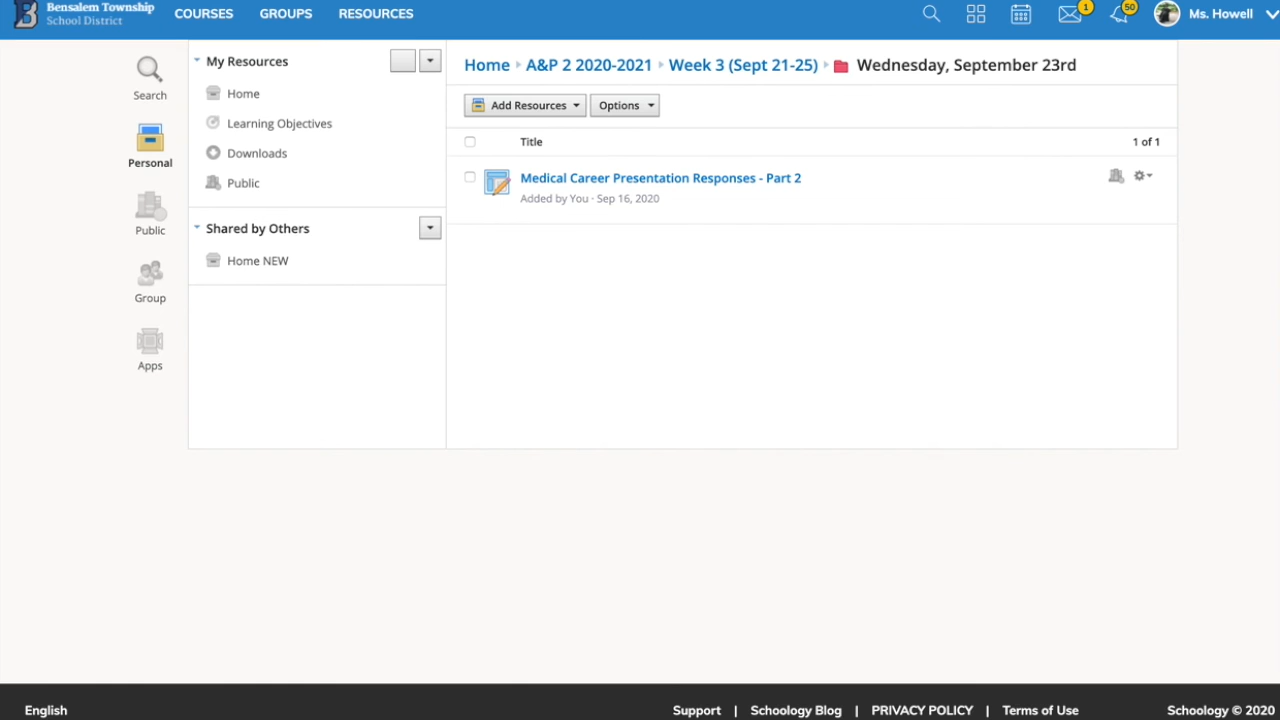 Bensalem Township
School District
COURSES GROUPS RESOURCES 1 50 Ms. Howell
Search
Personal
Public
Group
Apps
My Resources
Home
Learning Objectives
Downloads
Public
Shared by Others
Home NEW
Home A&P 2 2020-2021 Week 3 (Sept 21-25) Wednesday, September 23rd
Add Resources Options
Title 1 of 1
Medical Career Presentation Responses - Part 2
Added by You · Sep 16, 2020
English Support | Schoology Blog | PRIVACY POLICY | Terms of Use Schoology © 2020